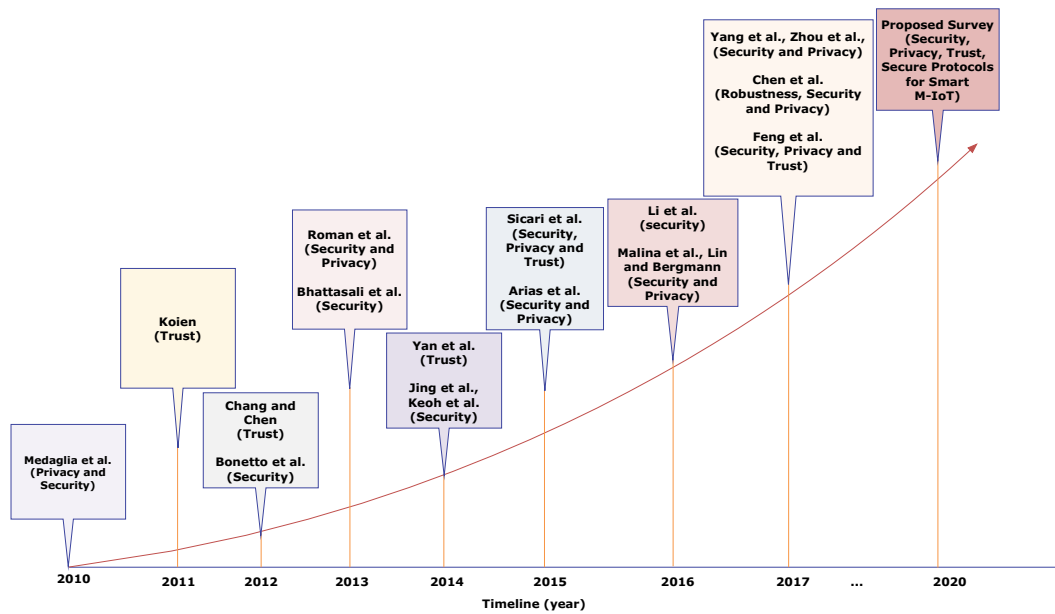 Medaglia et al.
(Privacy and
Security)
Koien
(Trust)
Chang and
Chen
(Trust)
Bonetto et al.
(Security)
Roman et al.
(Security and
Privacy)
Bhattasali et al.
(Security)
Yan et al.
(Trust)
Jing et al.,
Keoh et al.
(Security)
Sicari et al.
(Security,
Privacy and
Trust)
Arias et al.
(Security and
Privacy)
Li et al.
(security)
Malina et al., Lin
and Bergmann
(Security and
Privacy)
Yang et al., Zhou et al.,
(Security and Privacy)
Chen et al.
(Robustness, Security
and Privacy)
Feng et al.
(Security, Privacy and
Trust)
Proposed Survey
(Security,
Privacy, Trust,
Secure Protocols
for Smart
M-IoT)
2010 2011 2012 2013 2014 2015 2016 2017 ... 2020
Timeline (year)